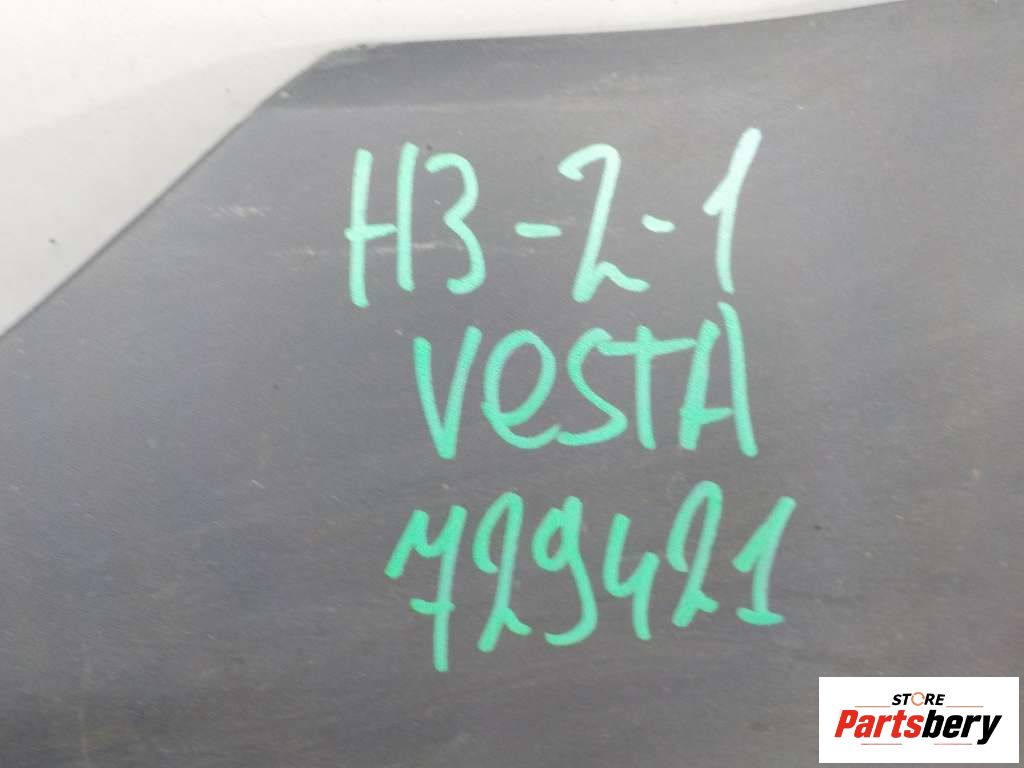 H3-2-1
VESTA
729421
STORE
Partsbery